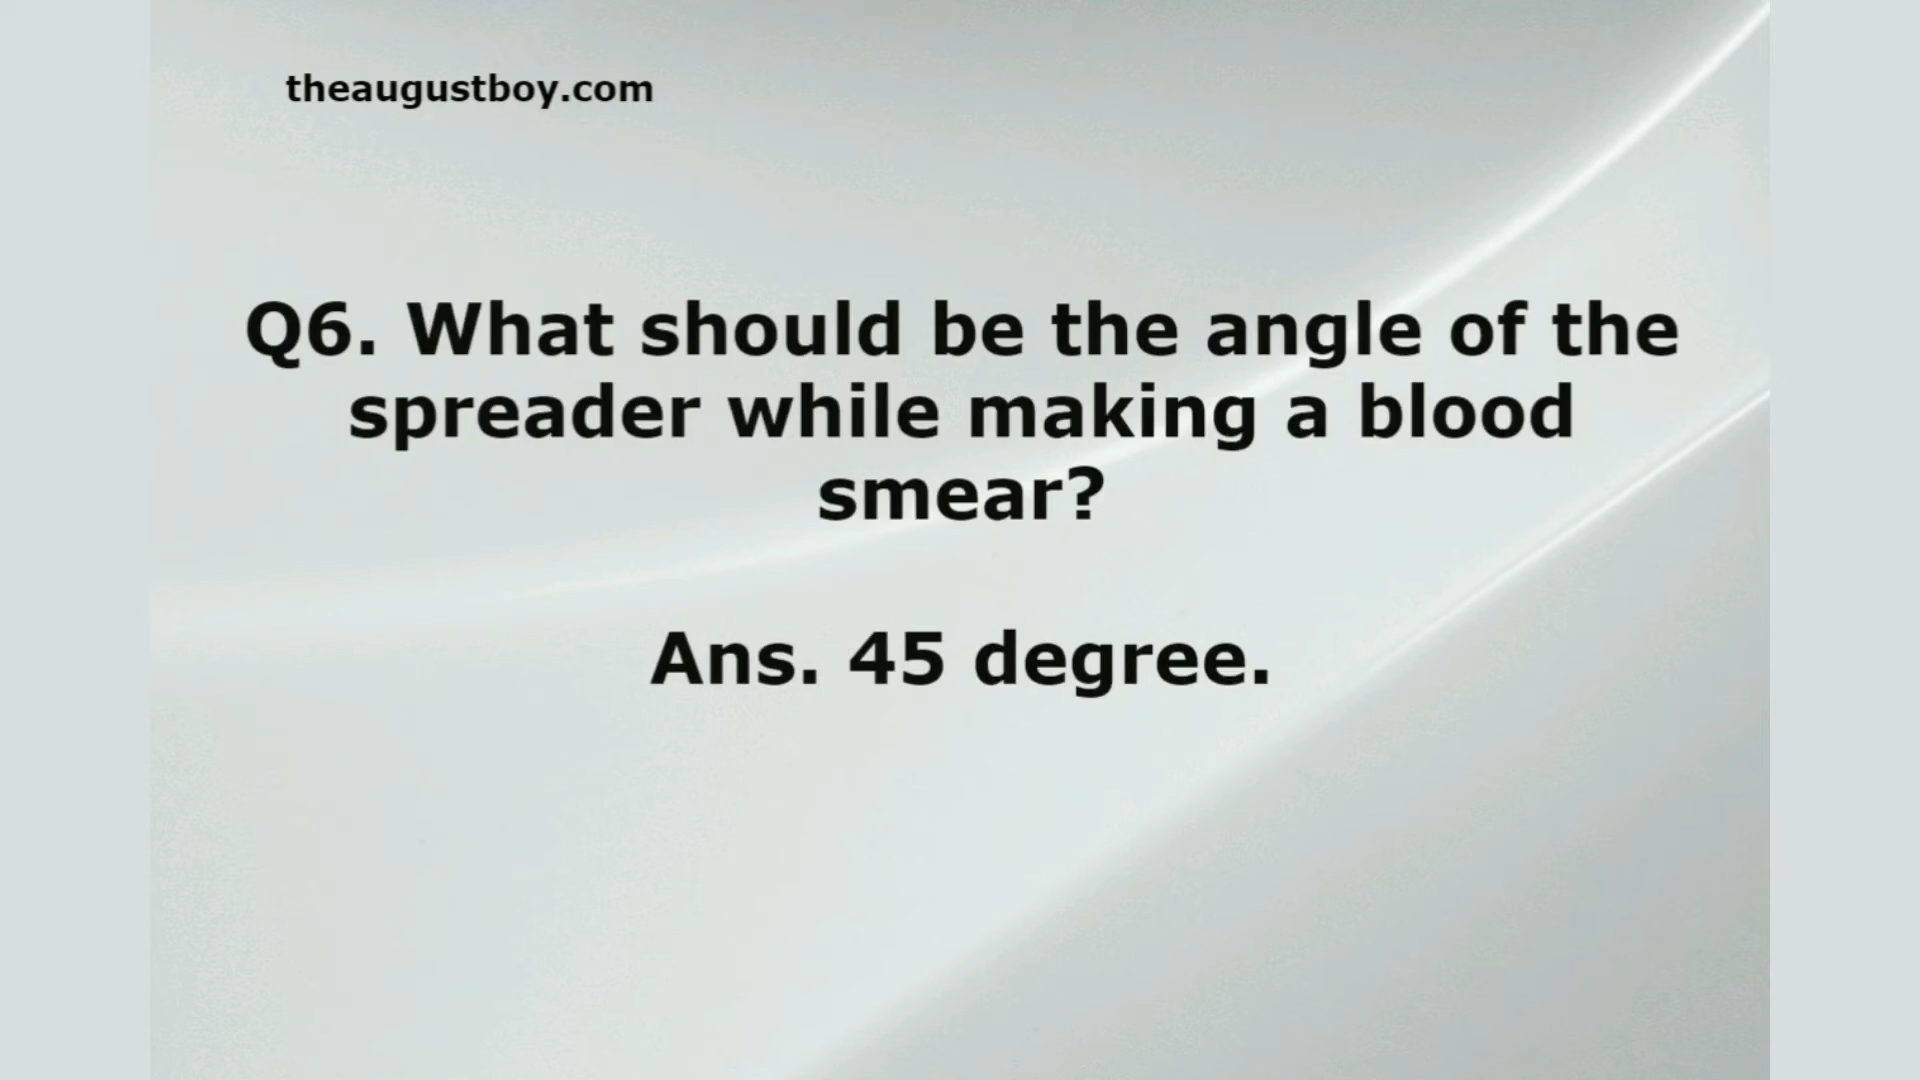 theaugustboy.com
Q6. What should be the angle of the
spreader while making a blood
smear?
Ans. 45 degree.